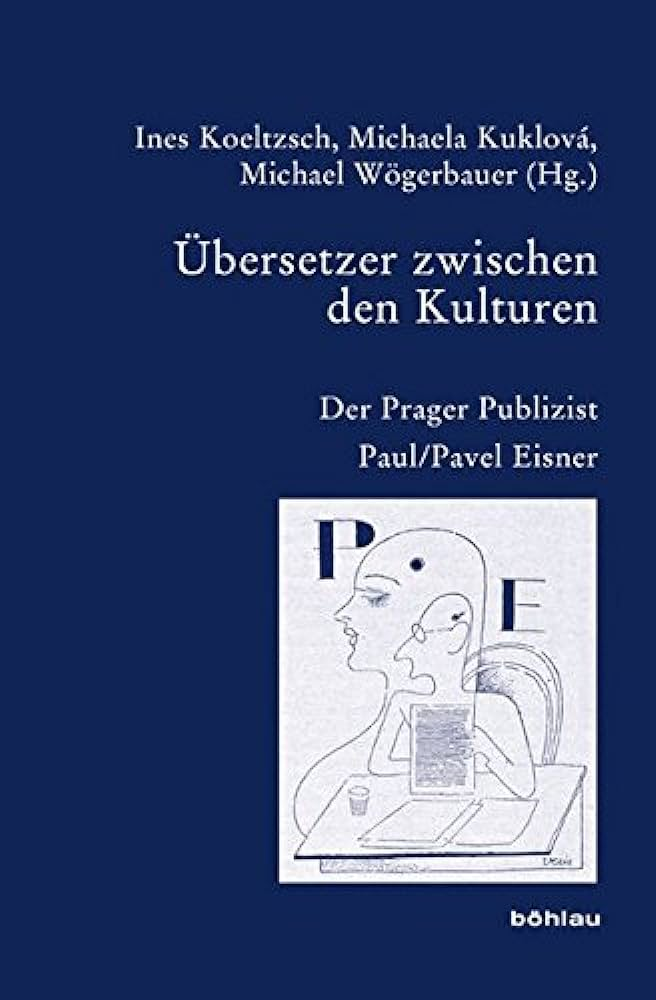 Ines Koeltzsch, Michaela Kuklová,
Michael Wögerbauer (Hg.)
Übersetzer zwischen
den Kulturen
Der Prager Publizist
Paul/Pavel Eisner
P
E
böhlau